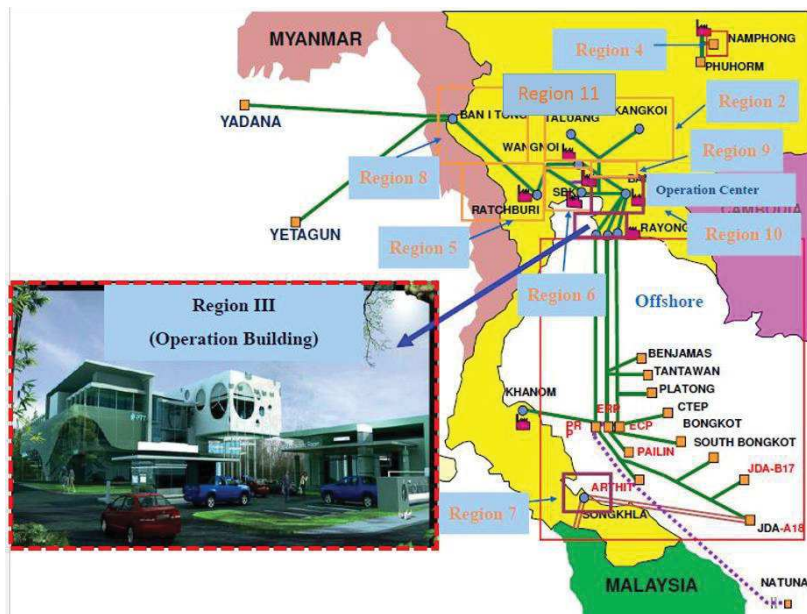 MYANMAR
Region 4
NAMPHONG
PHUHORM
YADANA
BAN I TONG
Region 11
TALUANG
KANGKOI
Region 2
WANGNOI
Region 8
Region 9
RATCHBURI
Operation Center
CAMBODIA
YETAGUN
Region 5
RAYONG
Region 10
Region 6
Region III
(Operation Building)
Offshore
BENJAMAS
TANTAWAN
PLATONG
KHANOM
ERP
CTEP
PR
P
ECP
BONGKOT
SOUTH BONGKOT
PAILIN
JDA-B17
ARTHIT
Region 7
SONGKHLA
JDA-A18
MALAYSIA
NATUNA